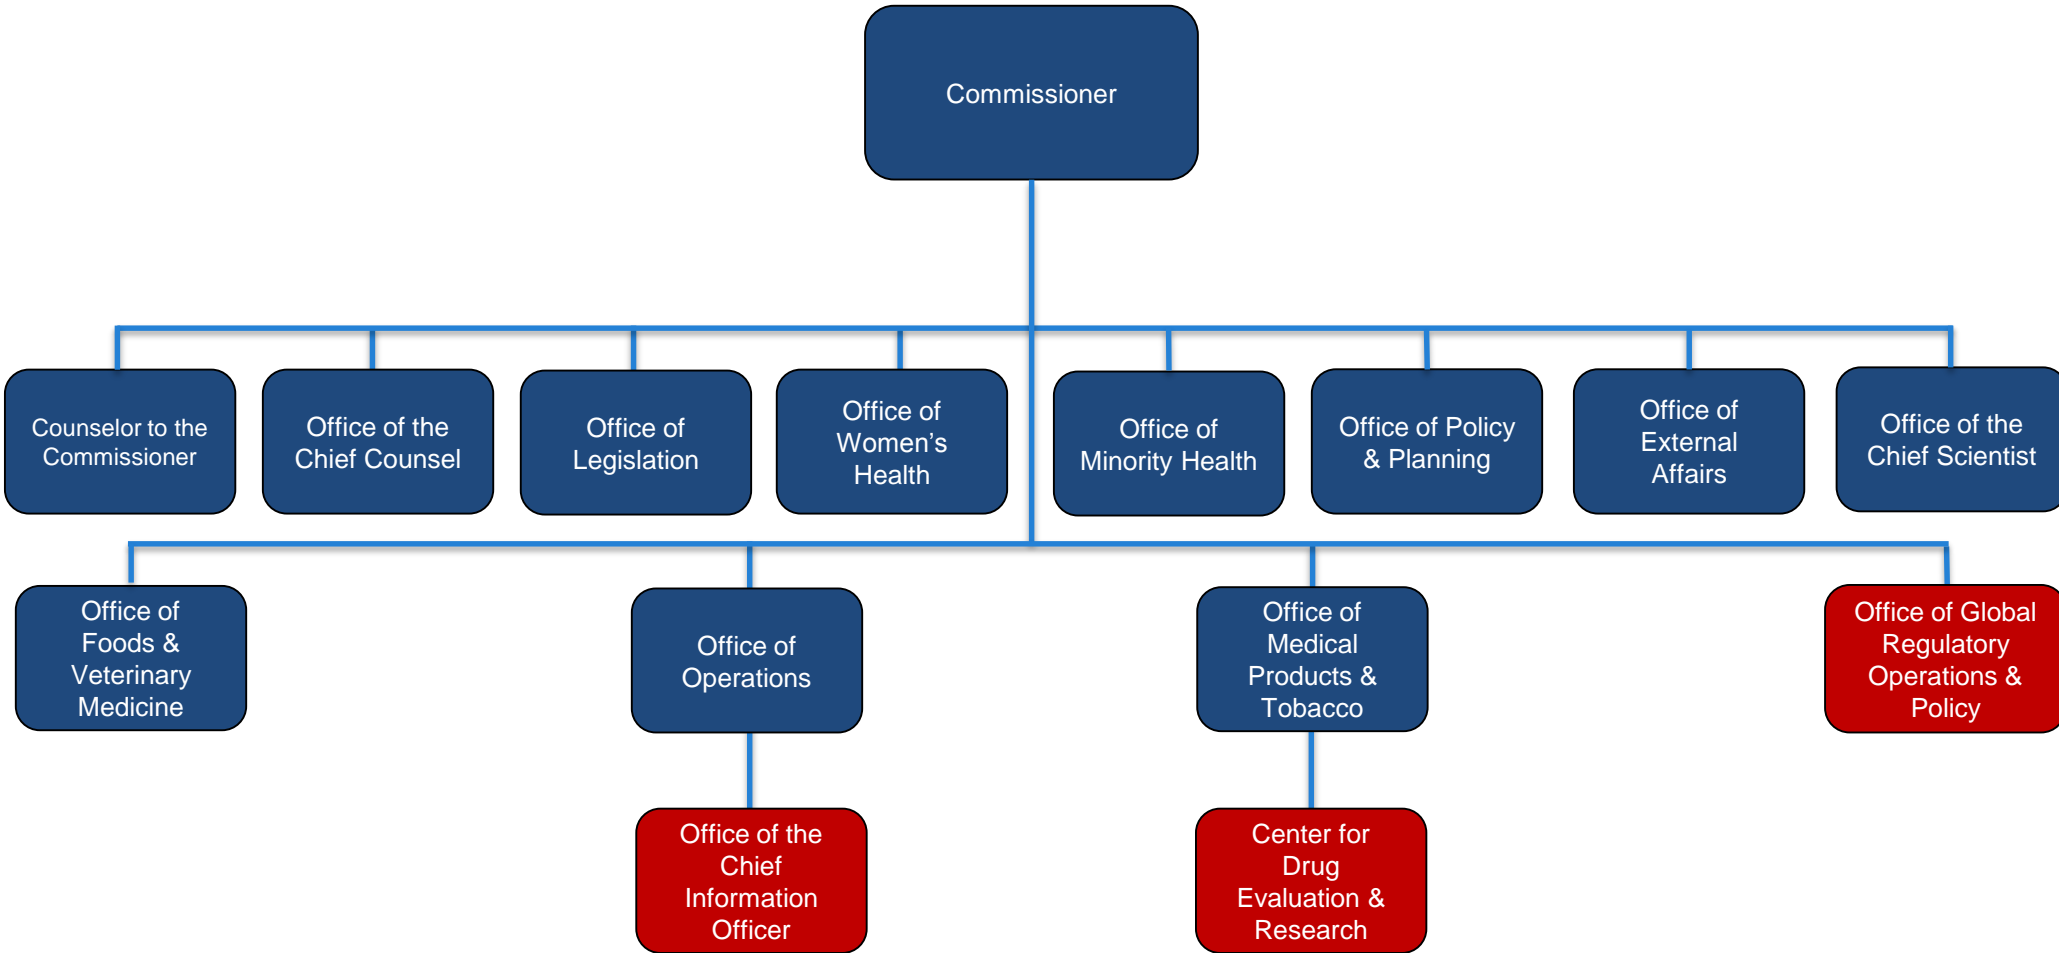 Commissioner
Counselor to the
Commissioner
Office of the
Chief Counsel
Office of
Legislation
Office of
Women’s
Health
Office of
Minority Health
Office of Policy
& Planning
Office of
External
Affairs
Office of the
Chief Scientist
Office of
Foods &
Veterinary
Medicine
Office of
Operations
Office of
Medical
Products &
Tobacco
Office of Global
Regulatory
Operations &
Policy
Office of the
Chief
Information
Officer
Center for
Drug
Evaluation &
Research